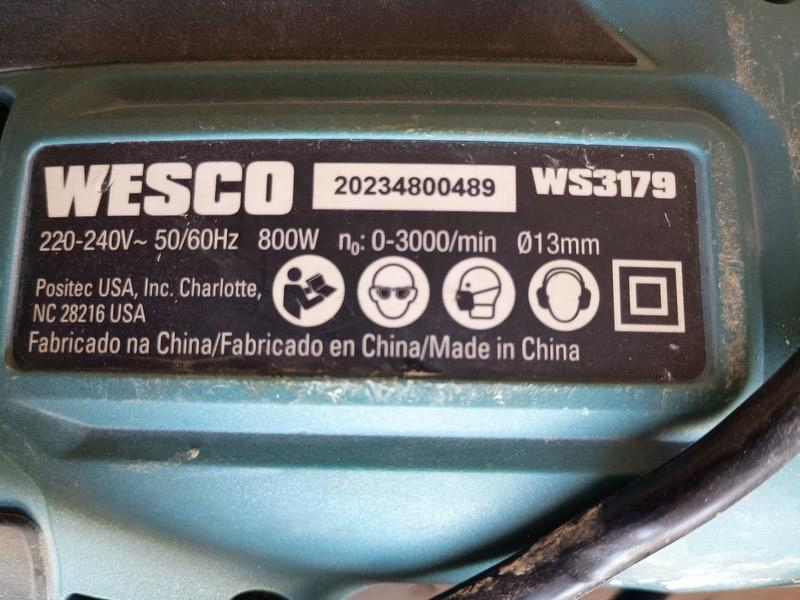 WESCO 20234800489 WS3179
220-240V~ 50/60Hz 800W n₀: 0-3000/min Ø13mm
Positec USA, Inc. Charlotte,
NC 28216 USA
Fabricado na China/Fabricado en China/Made in China